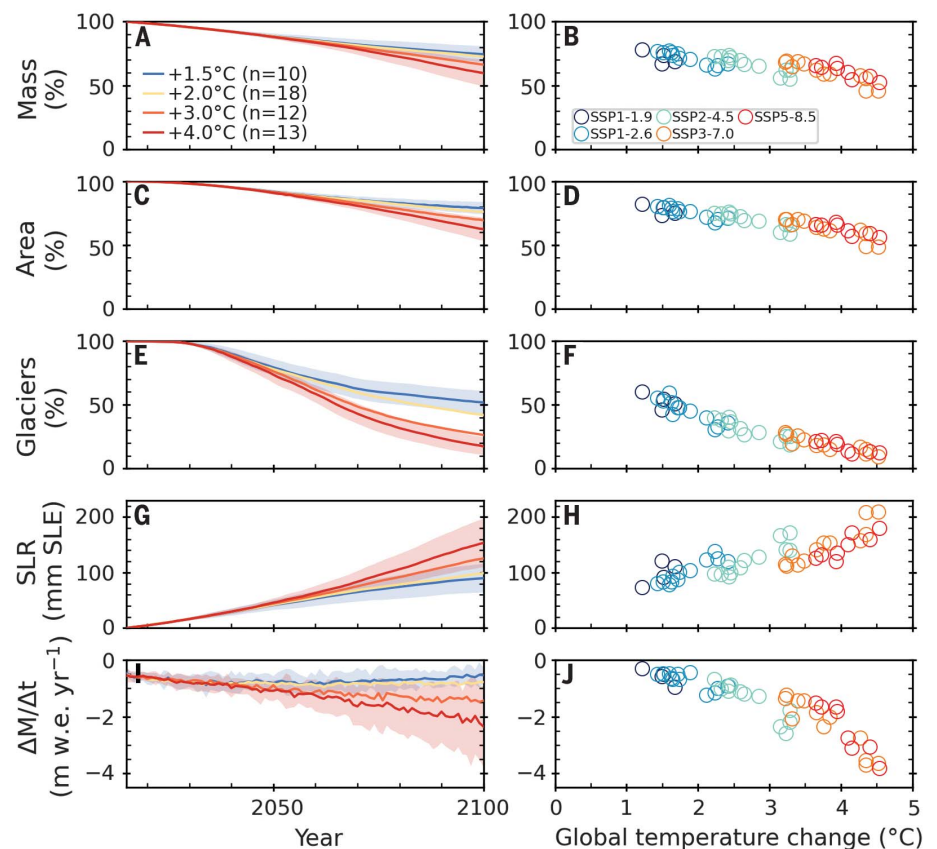 A
100
50
0
Mass
(%)
+1.5°C (n=10)
+2.0°C (n=18)
+3.0°C (n=12)
+4.0°C (n=13)
B
100
50
0
SSP1-1.9
SSP2-4.5
SSP5-8.5
SSP1-2.6
SSP3-7.0
C
100
50
0
Area
(%)
D
100
50
0
E
100
50
0
Glaciers
(%)
F
100
50
0
G
200
100
0
SLR
(mm SLE)
H
200
100
0
I
0
−2
−4
ΔM/Δt
(m w.e. yr−1)
2050
2100
Year
J
0
−2
−4
0
1
2
3
4
5
Global temperature change (°C)